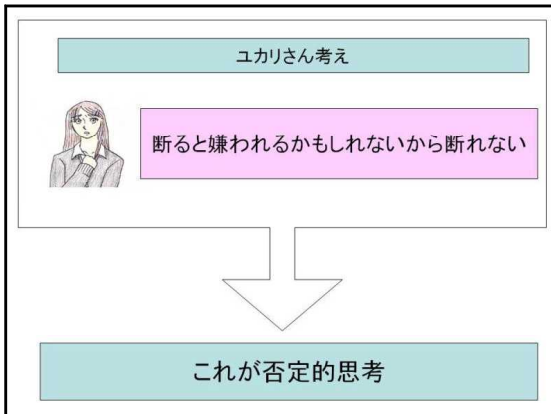 ユカリさん考え
断ると嫌われるかもしれないから断れない
これが否定的思考